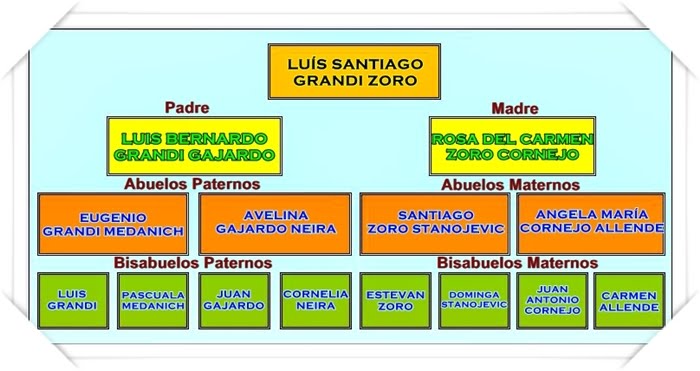 LUÍS SANTIAGO
GRANDI ZORO
Padre
Madre
LUIS BERNARDO
GRANDI GAJARDO
ROSA DEL CARMEN
ZORO CORNEJO
Abuelos Paternos
Abuelos Maternos
EUGENIO
GRANDI MEDANICH
AVELINA
GAJARDO NEIRA
SANTIAGO
ZORO STANOJEVIC
ANGELA MARÍA
CORNEJO ALLENDE
Bisabuelos Paternos
Bisabuelos Maternos
LUIS
GRANDI
PASCUALA
MEDANICH
JUAN
GAJARDO
CORNELIA
NEIRA
ESTEVAN
ZORO
DOMINGA
STANOJEVIC
JUAN
ANTONIO
CORNEJO
CARMEN
ALLENDE